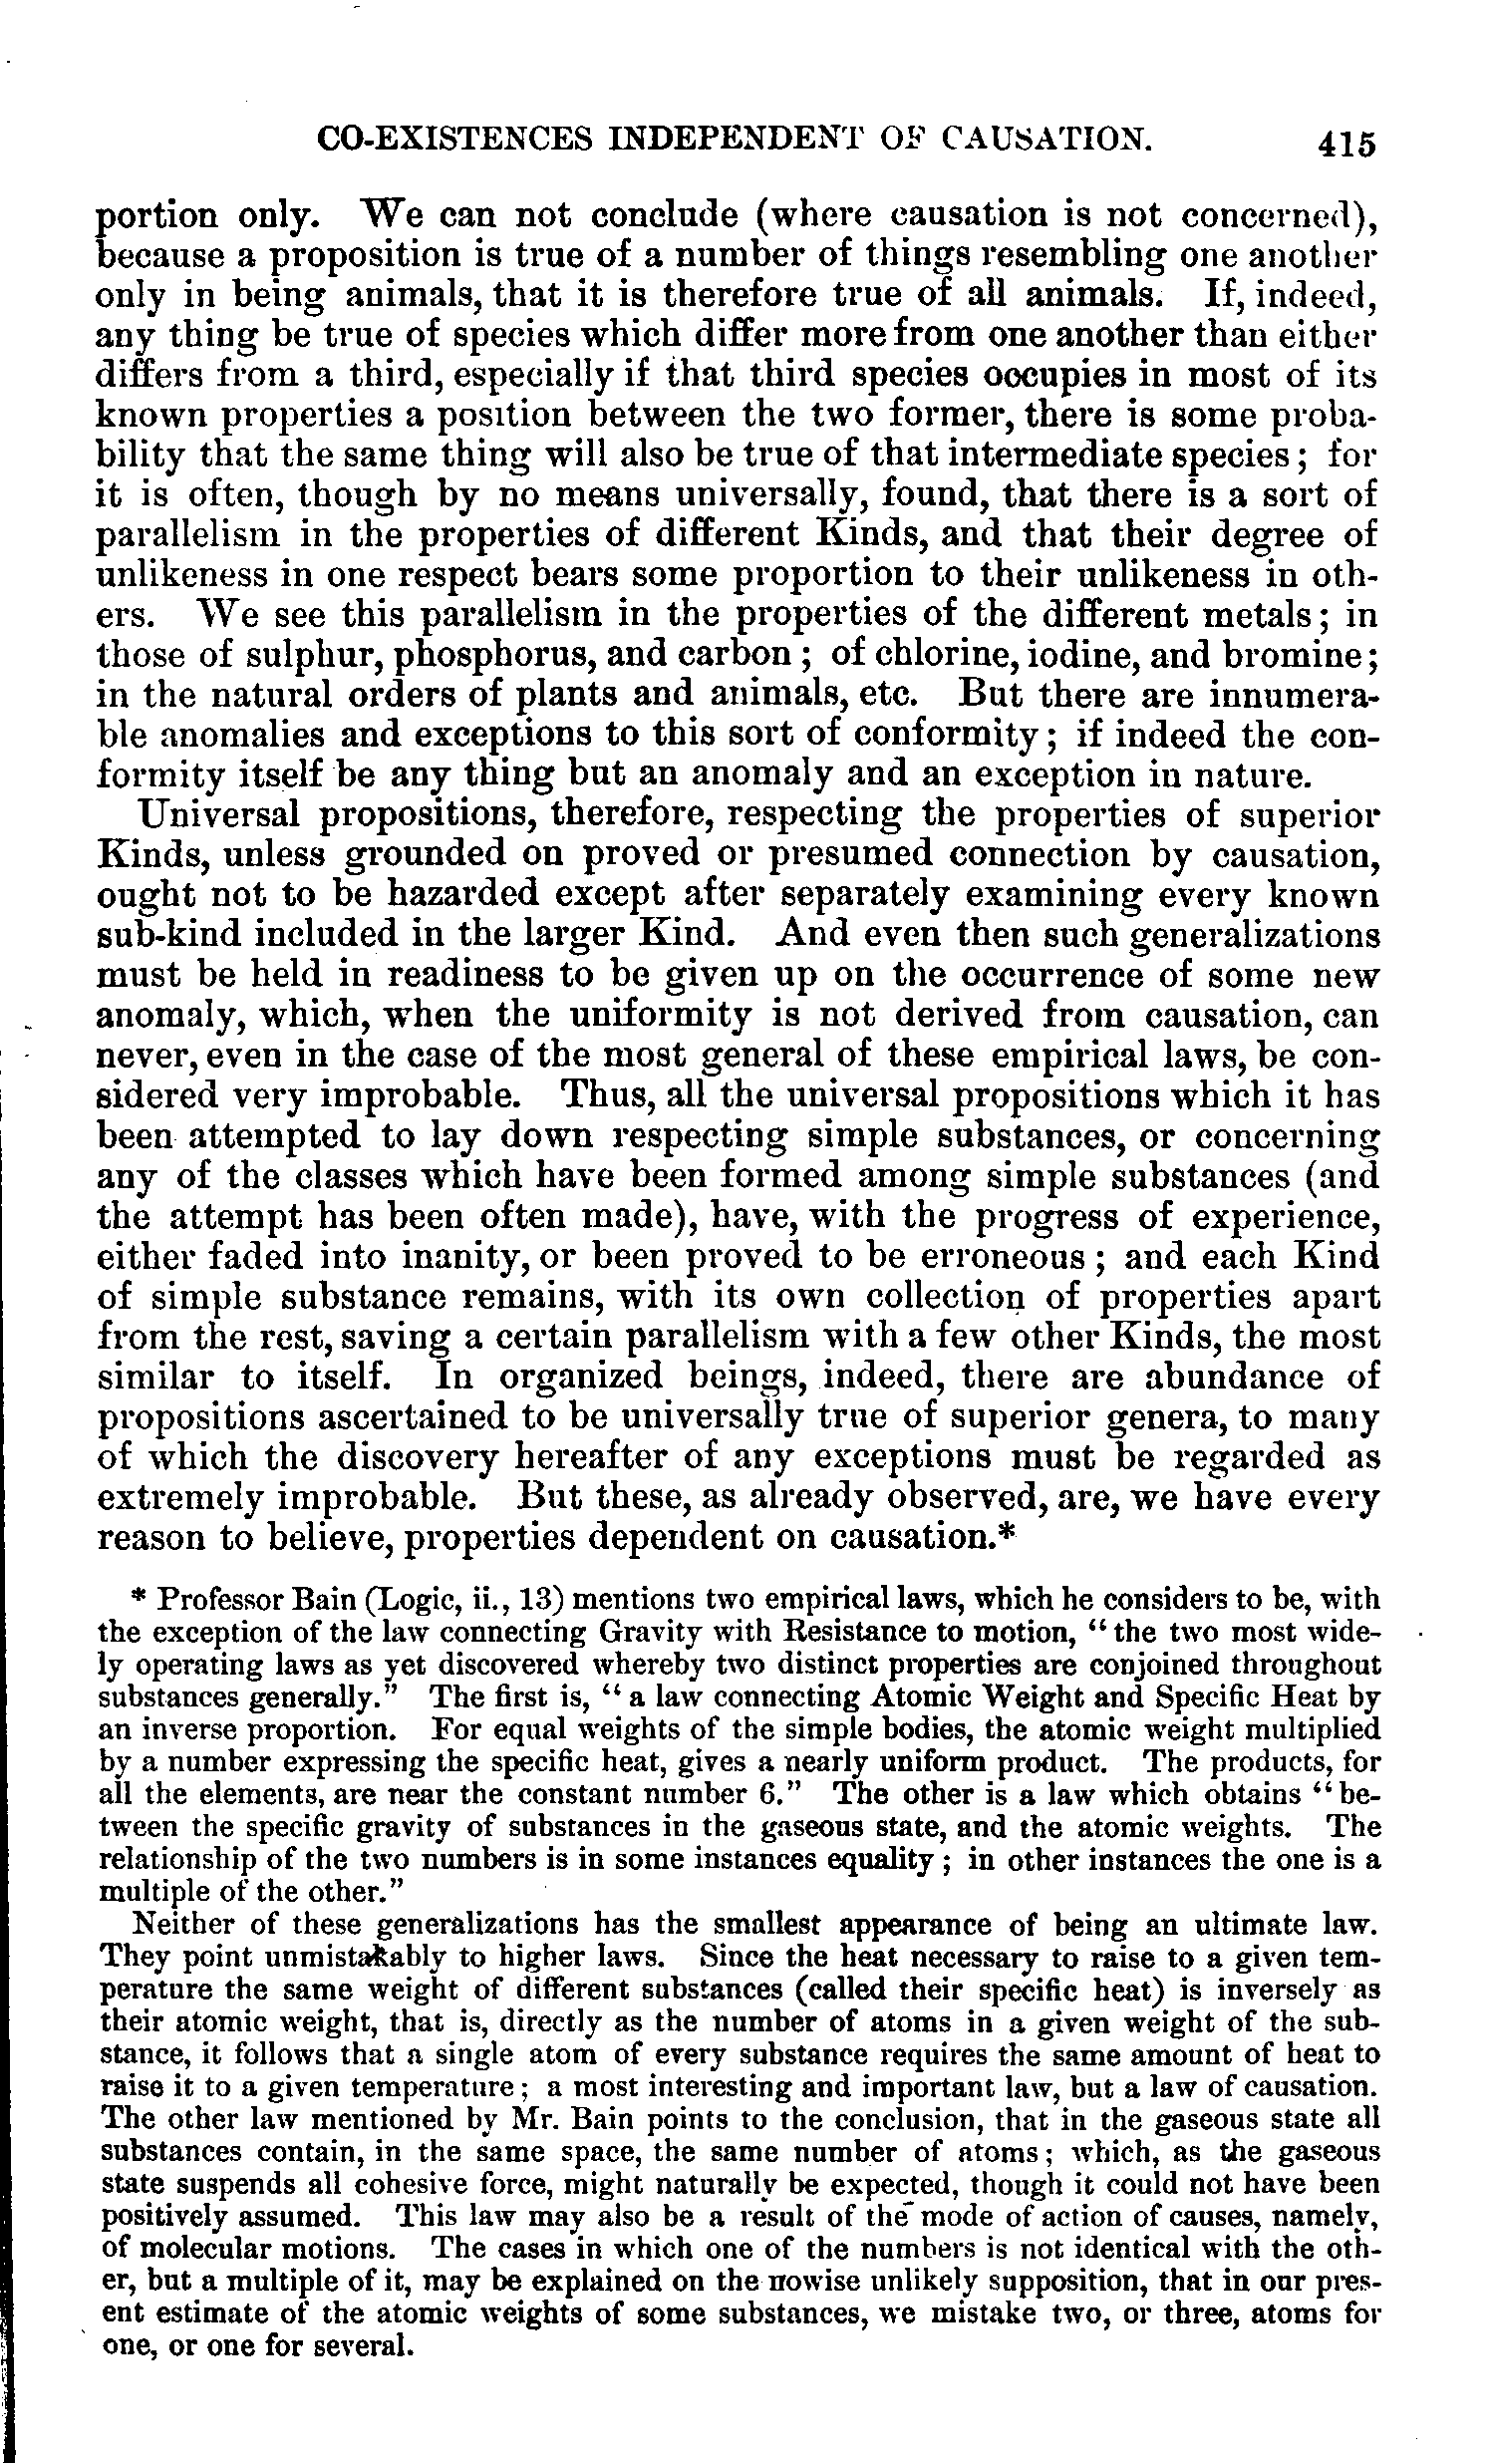 CO-EXISTENCES INDEPENDENT OF CAUSATION. 415
portion only. We can not conclude (where causation is not concerned),
because a proposition is true of a number of things resembling one another
only in being animals, that it is therefore true of all animals. If, indeed,
any thing be true of species which differ more from one another than either
differs from a third, especially if that third species occupies in most of its
known properties a position between the two former, there is some proba-
bility that the same thing will also be true of that intermediate species; for
it is often, though by no means universally, found, that there is a sort of
parallelism in the properties of different Kinds, and that their degree of
unlikeness in one respect bears some proportion to their unlikeness in oth-
ers. We see this parallelism in the properties of the different metals; in
those of sulphur, phosphorus, and carbon; of chlorine, iodine, and bromine;
in the natural orders of plants and animals, etc. But there are innumera-
ble anomalies and exceptions to this sort of conformity; if indeed the con-
formity itself be any thing but an anomaly and an exception in nature.
Universal propositions, therefore, respecting the properties of superior
Kinds, unless grounded on proved or presumed connection by causation,
ought not to be hazarded except after separately examining every known
sub-kind included in the larger Kind. And even then such generalizations
must be held in readiness to be given up on the occurrence of some new
anomaly, which, when the uniformity is not derived from causation, can
never, even in the case of the most general of these empirical laws, be con-
sidered very improbable. Thus, all the universal propositions which it has
been attempted to lay down respecting simple substances, or concerning
any of the classes which have been formed among simple substances (and
the attempt has been often made), have, with the progress of experience,
either faded into inanity, or been proved to be erroneous; and each Kind
of simple substance remains, with its own collection of properties apart
from the rest, saving a certain parallelism with a few other Kinds, the most
similar to itself. In organized beings, indeed, there are abundance of
propositions ascertained to be universally true of superior genera, to many
of which the discovery hereafter of any exceptions must be regarded as
extremely improbable. But these, as already observed, are, we have every
reason to believe, properties dependent on causation.*
* Professor Bain (Logic, ii., 13) mentions two empirical laws, which he considers to be, with
the exception of the law connecting Gravity with Resistance to motion, "the two most wide-
ly operating laws as yet discovered whereby two distinct properties are conjoined throughout
substances generally." The first is, "a law connecting Atomic Weight and Specific Heat by
an inverse proportion. For equal weights of the simple bodies, the atomic weight multiplied
by a number expressing the specific heat, gives a nearly uniform product. The products, for
all the elements, are near the constant number 6." The other is a law which obtains "be-
tween the specific gravity of substances in the gaseous state, and the atomic weights. The
relationship of the two numbers is in some instances equality; in other instances the one is a
multiple of the other."
Neither of these generalizations has the smallest appearance of being an ultimate law.
They point unmistakably to higher laws. Since the heat necessary to raise to a given tem-
perature the same weight of different substances (called their specific heat) is inversely as
their atomic weight, that is, directly as the number of atoms in a given weight of the sub-
stance, it follows that a single atom of every substance requires the same amount of heat to
raise it to a given temperature; a most interesting and important law, but a law of causation.
The other law mentioned by Mr. Bain points to the conclusion, that in the gaseous state all
substances contain, in the same space, the same number of atoms; which, as the gaseous
state suspends all cohesive force, might naturally be expected, though it could not have been
positively assumed. This law may also be a result of the mode of action of causes, namely,
of molecular motions. The cases in which one of the numbers is not identical with the oth-
er, but a multiple of it, may be explained on the nowise unlikely supposition, that in our pres-
ent estimate of the atomic weights of some substances, we mistake two, or three, atoms for
one, or one for several.